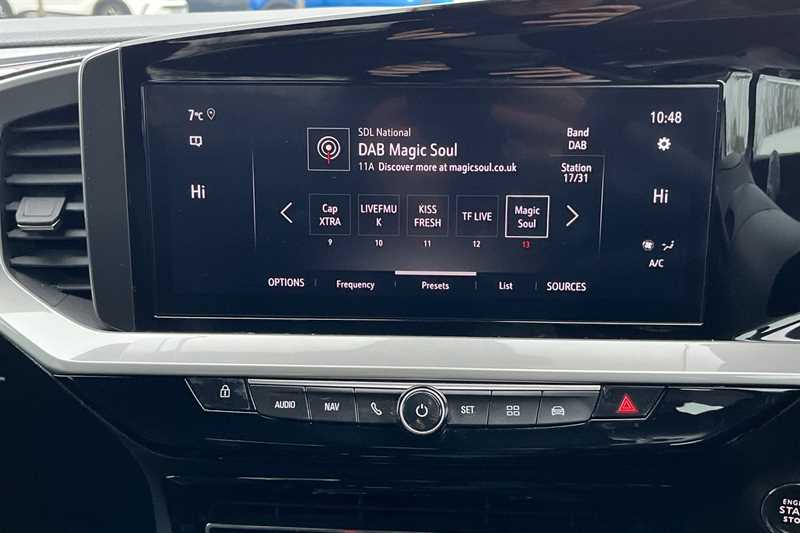 7°C
10:48
SDL National
DAB Magic Soul
11A Discover more at magicsoul.co.uk
Band
DAB
Station
17/31
Hi
Hi
Cap
XTRA
LIVEFMU
K
KISS
FRESH
TF LIVE
Magic
Soul
9
10
11
12
13
A/C
OPTIONS
Frequency
Presets
List
SOURCES
AUDIO
NAV
SET